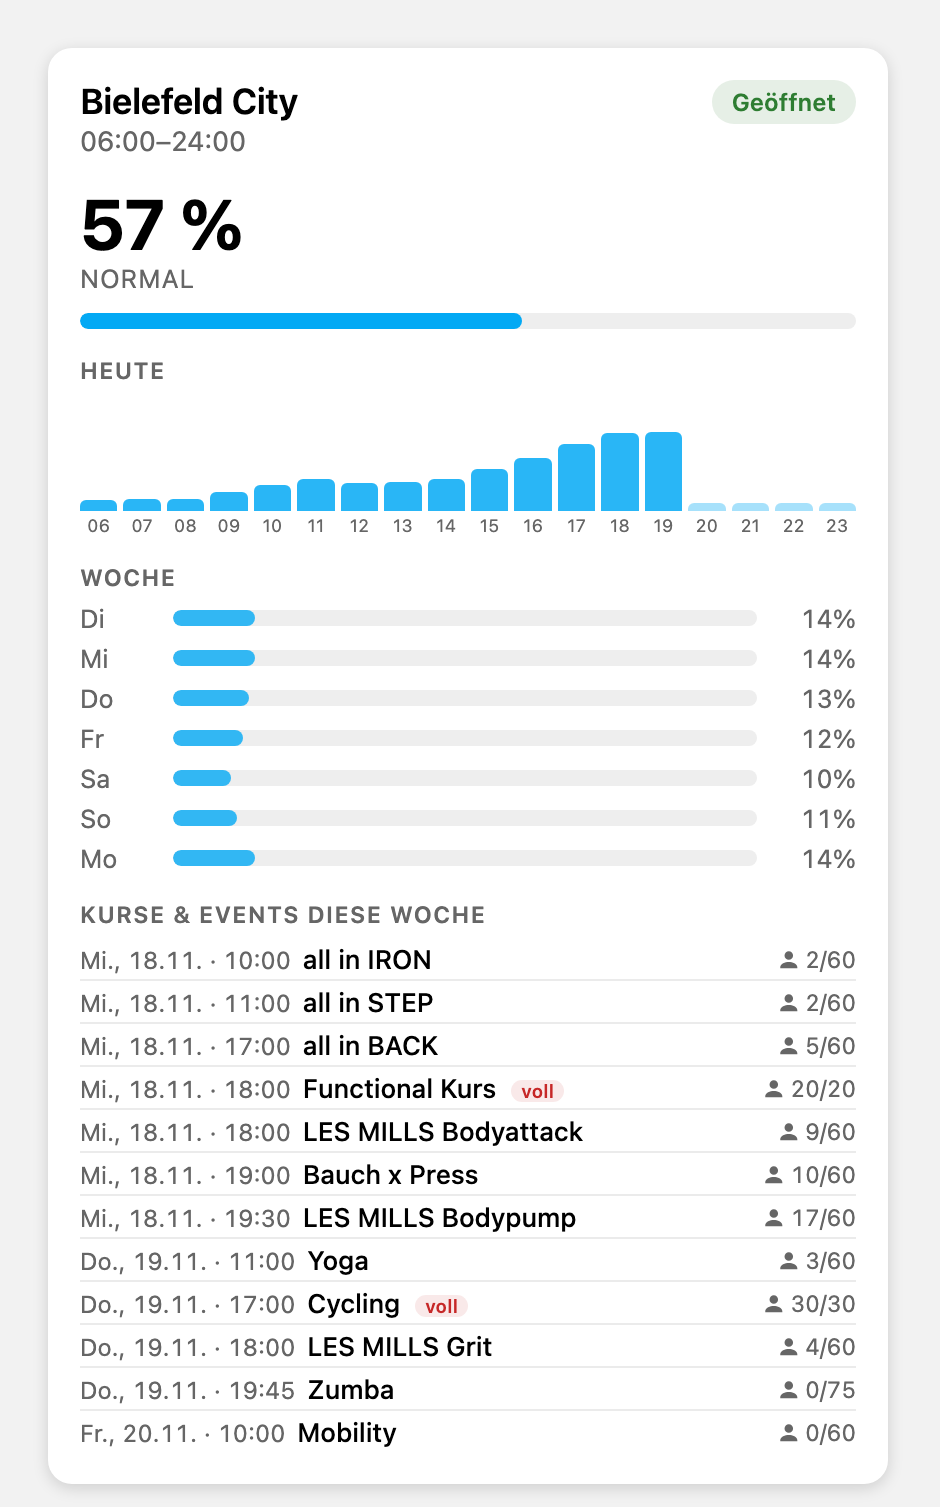 Bielefeld City
Geöffnet
06:00–24:00
57 %
NORMAL
HEUTE
06 07 08 09 10 11 12 13 14 15 16 17 18 19 20 21 22 23
WOCHE
Di 14%
Mi 14%
Do 13%
Fr 12%
Sa 10%
So 11%
Mo 14%
KURSE & EVENTS DIESE WOCHE
Mi., 18.11. · 10:00 all in IRON 2/60
Mi., 18.11. · 11:00 all in STEP 2/60
Mi., 18.11. · 17:00 all in BACK 5/60
Mi., 18.11. · 18:00 Functional Kurs voll 20/20
Mi., 18.11. · 18:00 LES MILLS Bodyattack 9/60
Mi., 18.11. · 19:00 Bauch x Press 10/60
Mi., 18.11. · 19:30 LES MILLS Bodypump 17/60
Do., 19.11. · 11:00 Yoga 3/60
Do., 19.11. · 17:00 Cycling voll 30/30
Do., 19.11. · 18:00 LES MILLS Grit 4/60
Do., 19.11. · 19:45 Zumba 0/75
Fr., 20.11. · 10:00 Mobility 0/60